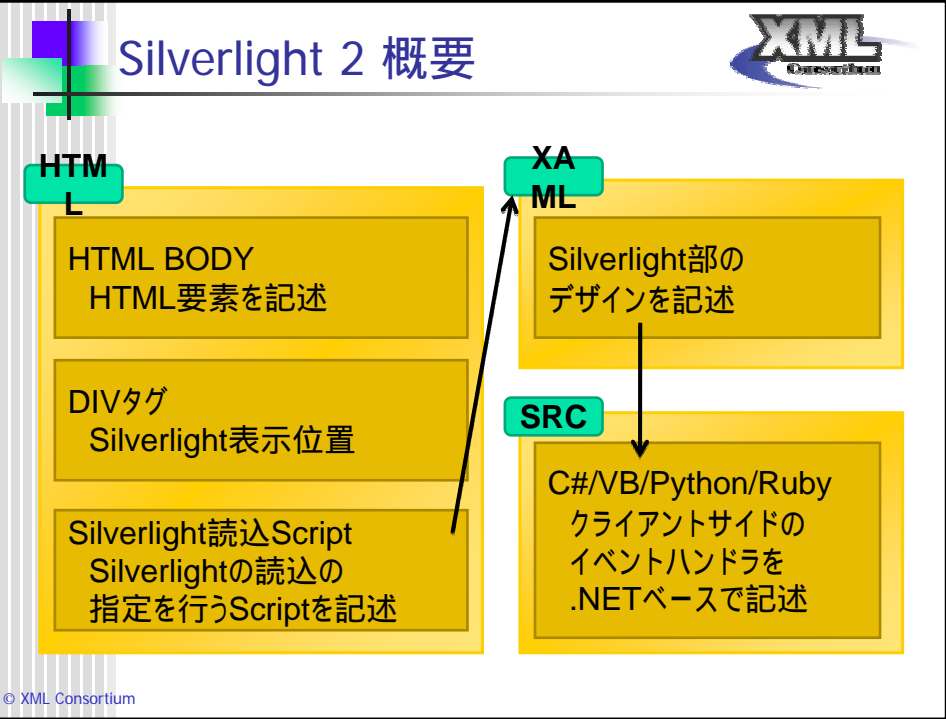 Silverlight 2 概要
XML
Consortium
HTM
L
HTML BODY
HTML要素を記述
DIVタグ
Silverlight表示位置
Silverlight読込Script
Silverlightの読込の
指定を行うScriptを記述
XA
ML
Silverlight部の
デザインを記述
SRC
C#/VB/Python/Ruby
クライアントサイドの
イベントハンドラを
.NETベースで記述
© XML Consortium